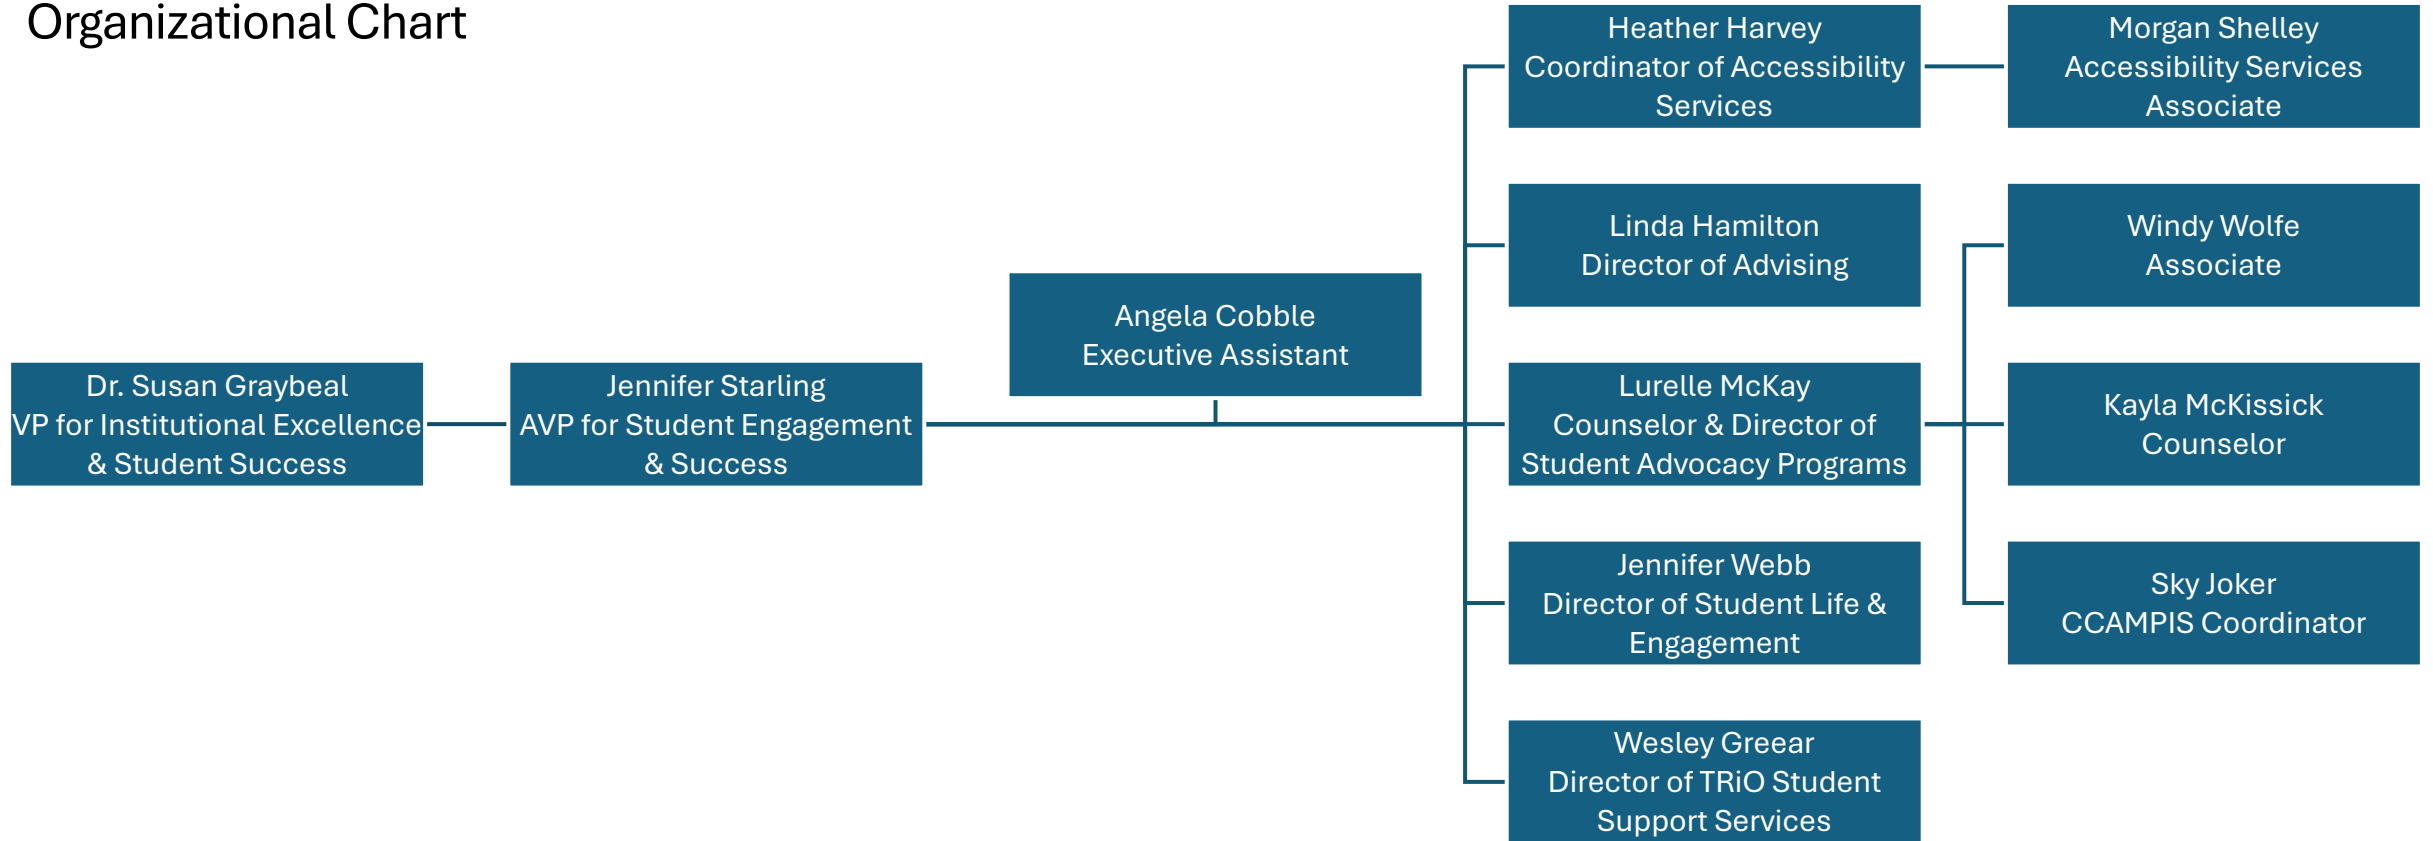 Organizational Chart
Dr. Susan Graybeal
VP for Institutional Excellence
& Student Success
Jennifer Starling
AVP for Student Engagement
& Success
Angela Cobble
Executive Assistant
Heather Harvey
Coordinator of Accessibility
Services
Morgan Shelley
Accessibility Services
Associate
Linda Hamilton
Director of Advising
Lurelle McKay
Counselor & Director of
Student Advocacy Programs
Windy Wolfe
Associate
Kayla McKissick
Counselor
Sky Joker
CCAMPIS Coordinator
Jennifer Webb
Director of Student Life &
Engagement
Wesley Greear
Director of TRiO Student
Support Services